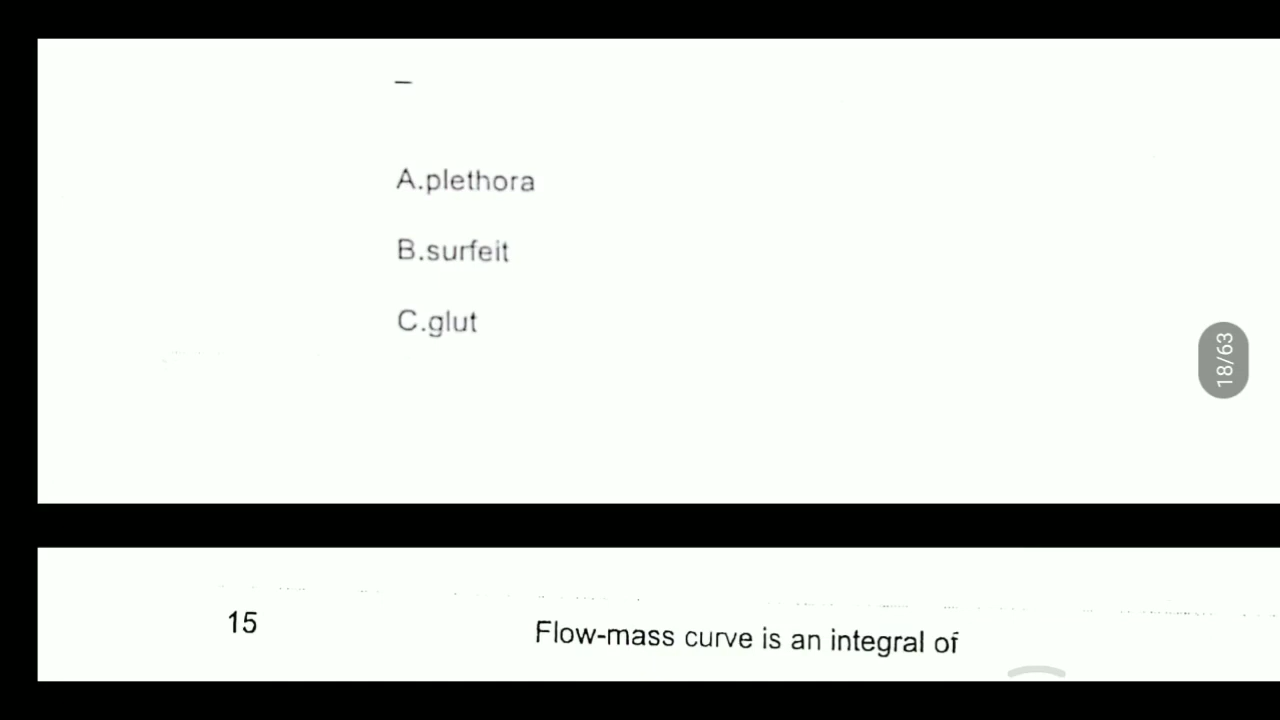 –
A.plethora
B.surfeit
C.glut
18/63
15
Flow-mass curve is an integral of